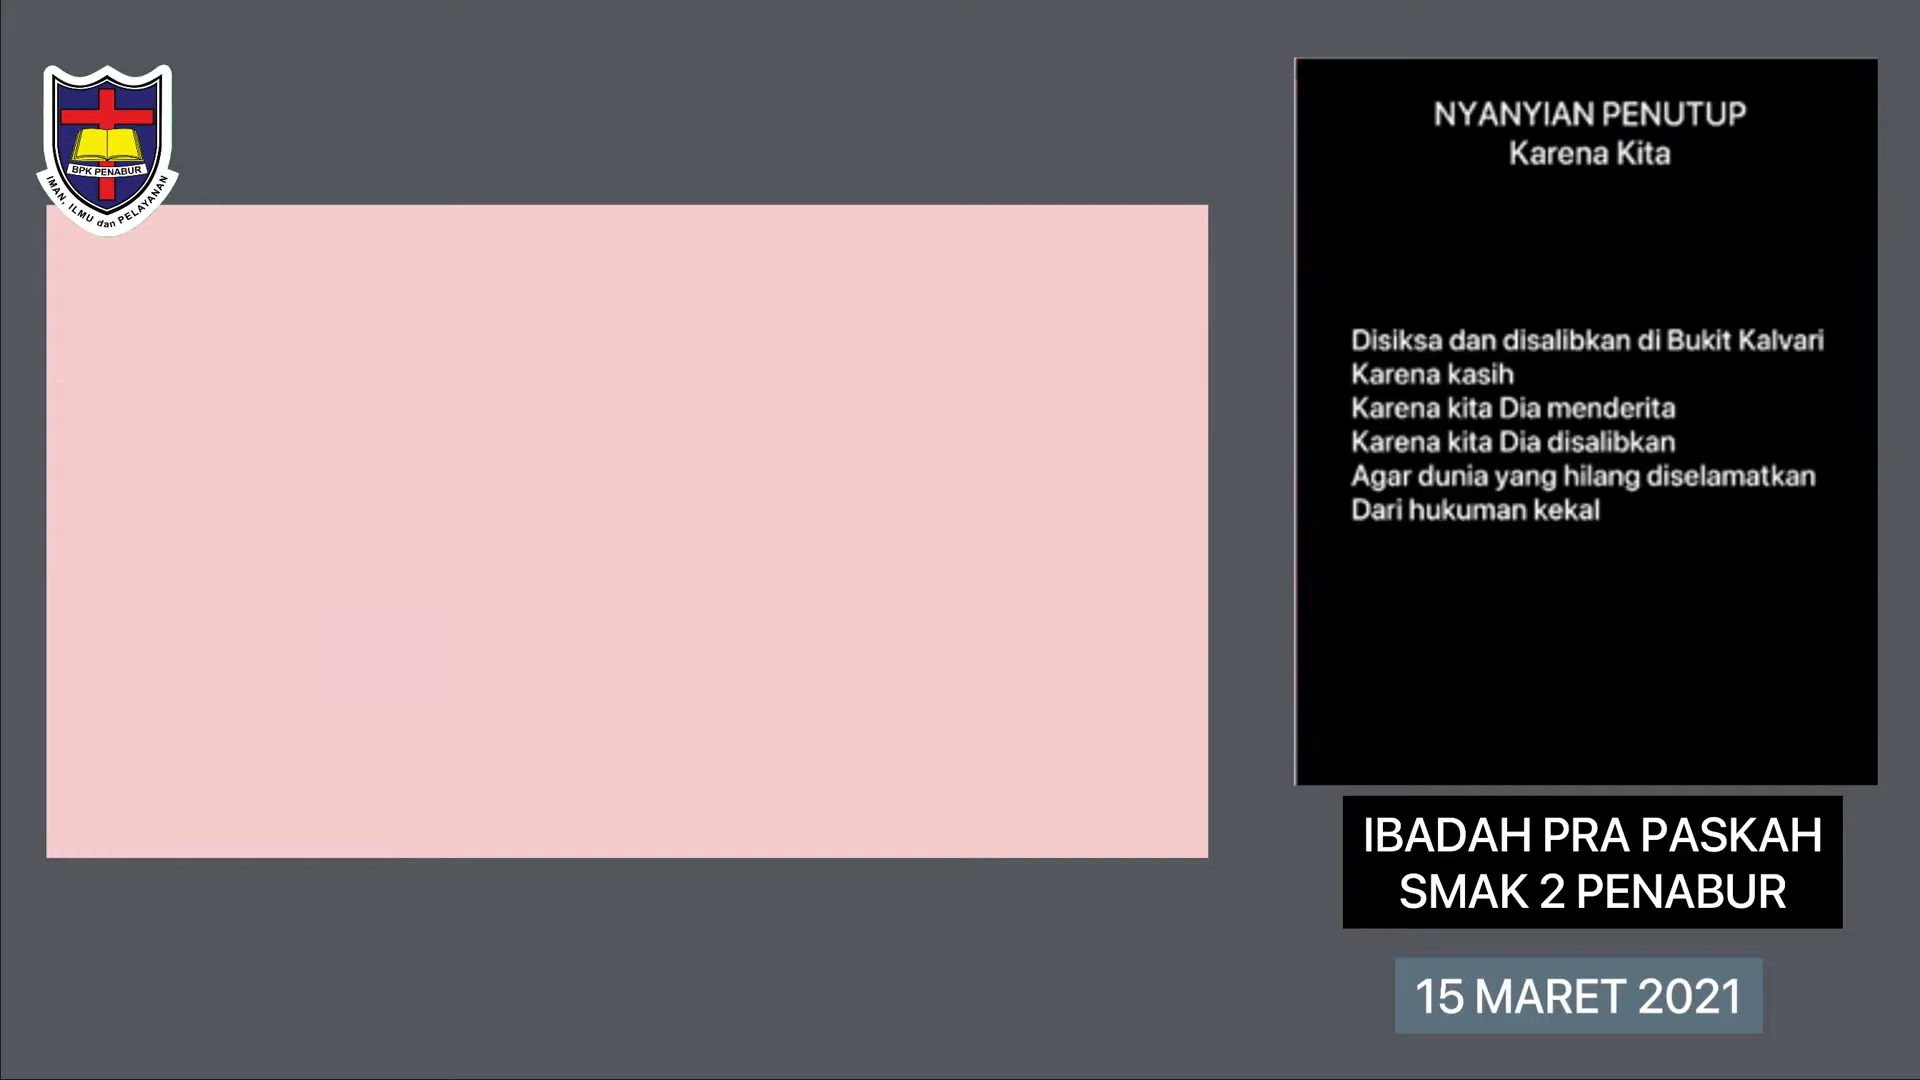 BPK PENABUR
IMAN, ILMU dan PELAYANAN
NYANYIAN PENUTUP
Karena Kita
Disiksa dan disalibkan di Bukit Kalvari
Karena kasih
Karena kita Dia menderita
Karena kita Dia disalibkan
Agar dunia yang hilang diselamatkan
Dari hukuman kekal
IBADAH PRA PASKAH
SMAK 2 PENABUR
15 MARET 2021